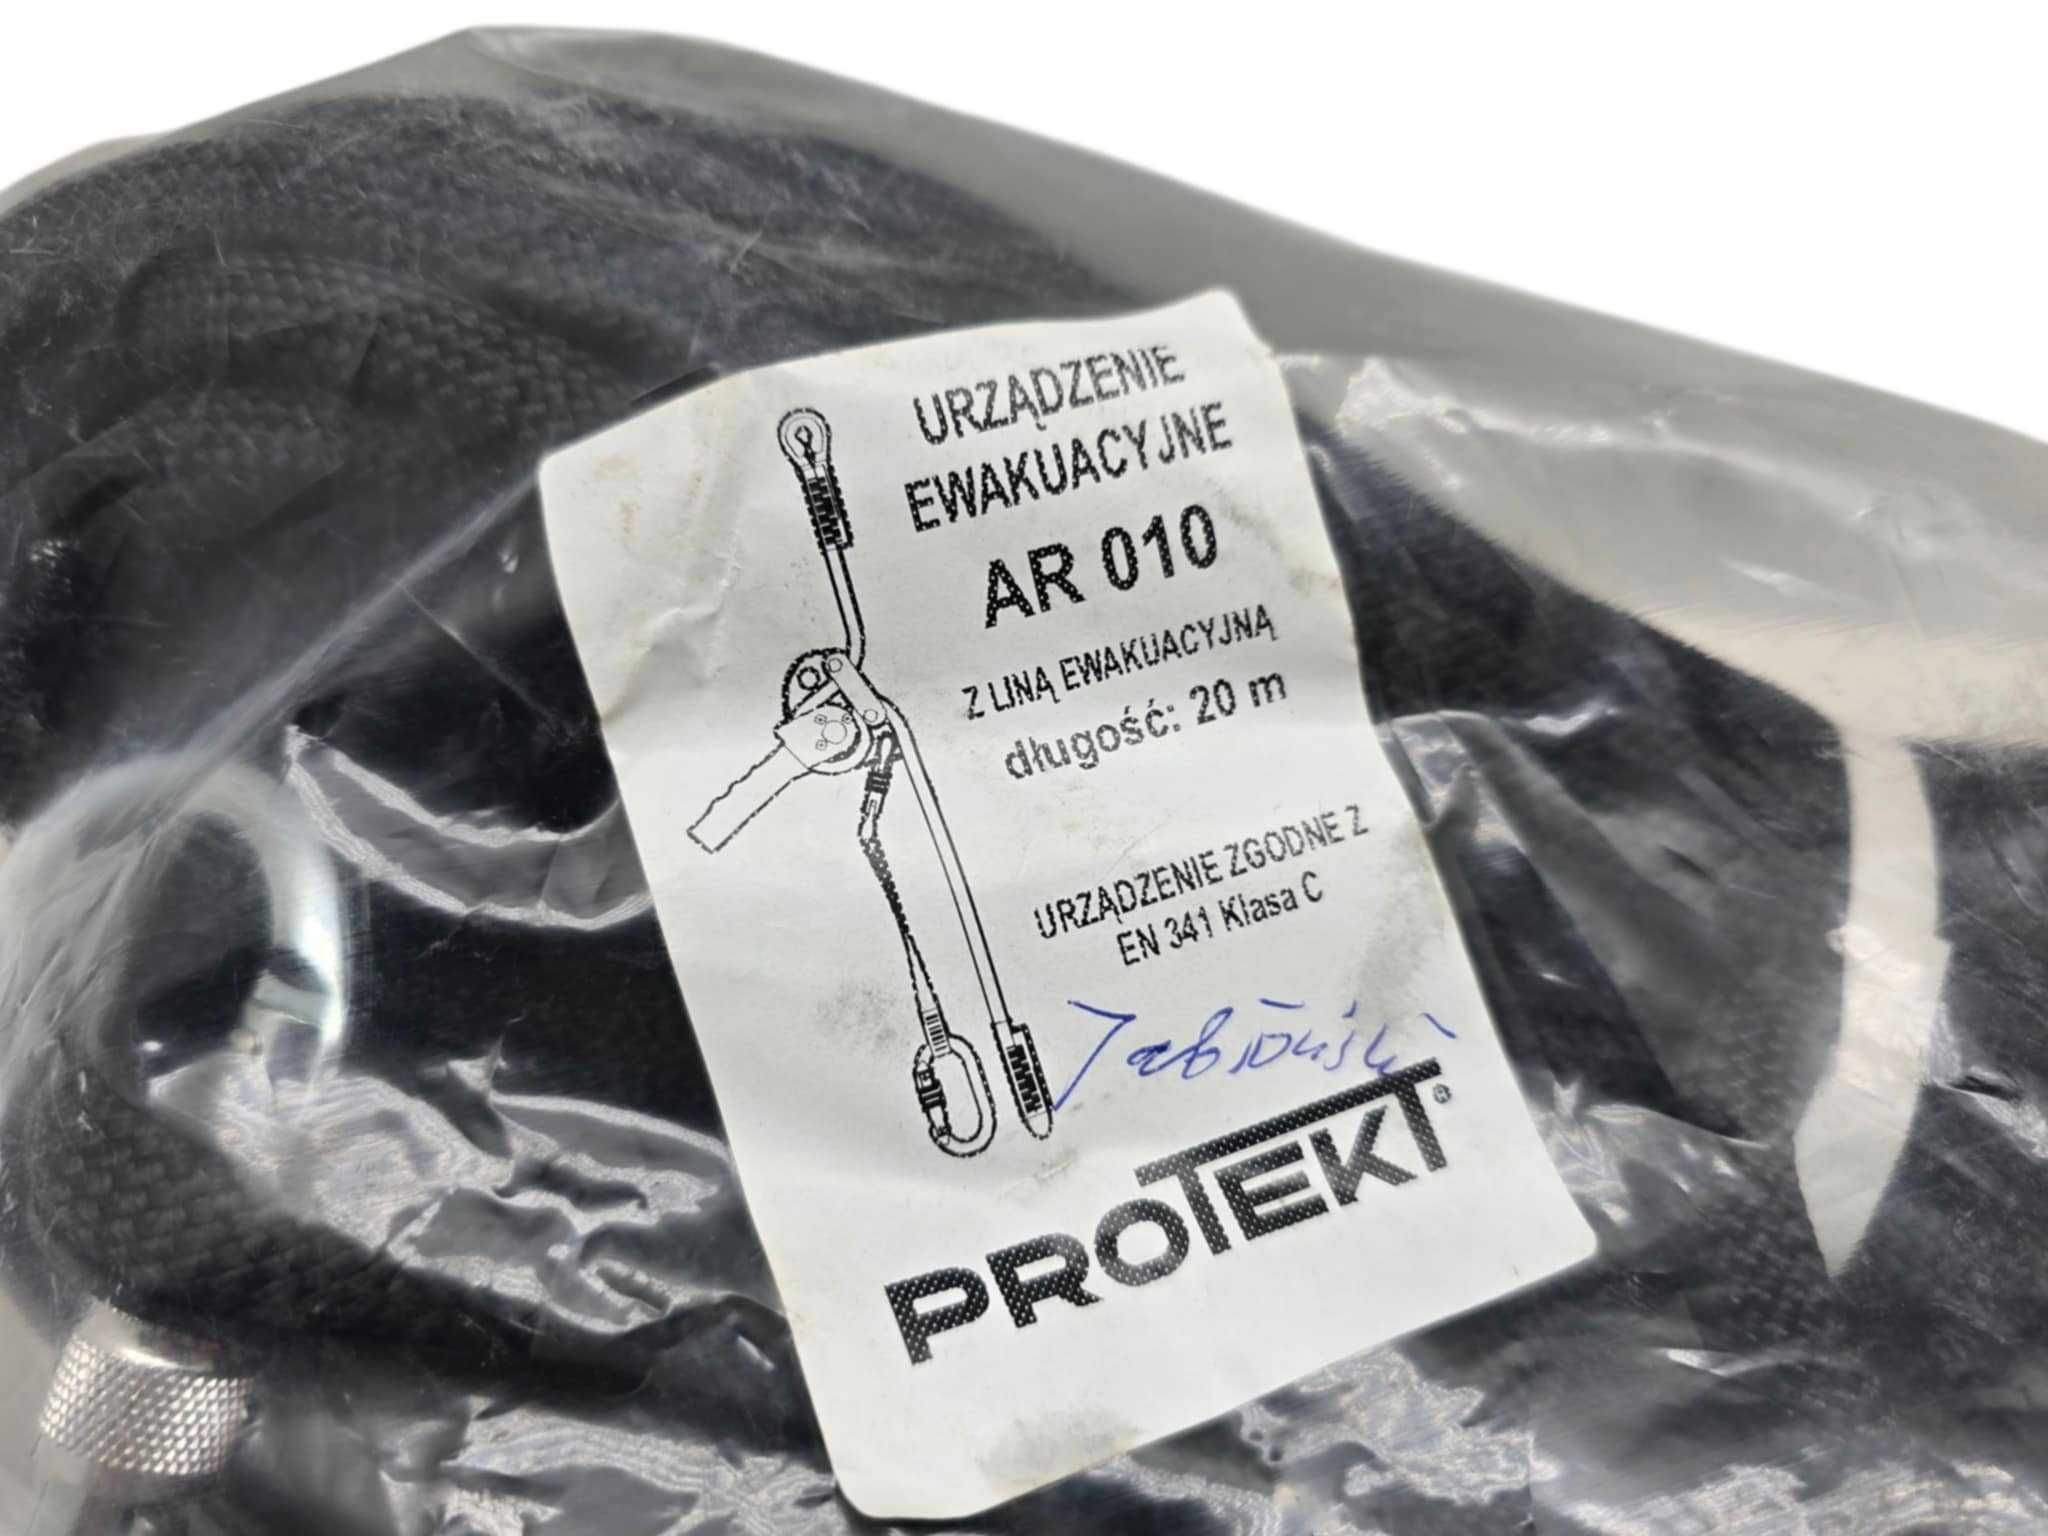 URZĄDZENIE
EWAKUACYJNE
AR 010
Z LINĄ EWAKUACYJNĄ
długość: 20 m
URZĄDZENIE ZGODNE Z
EN 341 Klasa C
PROTEKT®